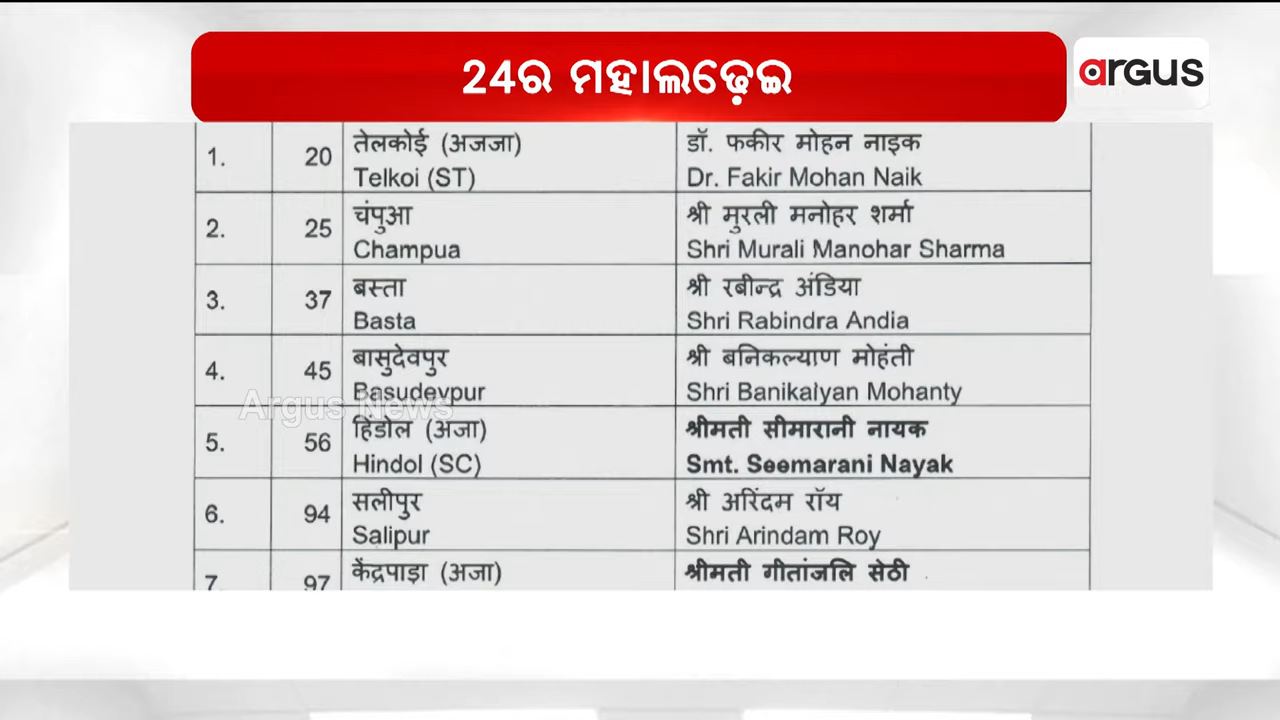 24ର ମହାଲଢ଼େଇ
argus
1. 20 तेलकोई (अजजा) डॉ. फकीर मोहन नाइक
Telkoi (ST) Dr. Fakir Mohan Naik
2. 25 चंपुआ श्री मुरली मनोहर शर्मा
Champua Shri Murali Manohar Sharma
3. 37 बस्ता श्री रबीन्द्र अंडिया
Basta Shri Rabindra Andia
4. 45 बासुदेवपुर श्री बनिकल्याण मोहंती
Basudevpur Shri Banikalyan Mohanty
Argus News
5. 56 हिंडोल (अजा) श्रीमती सीमारानी नायक
Hindol (SC) Smt. Seemarani Nayak
6. 94 सलीपुर श्री अरिंदम रॉय
Salipur Shri Arindam Roy
7. 97 केंद्रपाड़ा (अजा) श्रीमती गीतांजलि सेठी